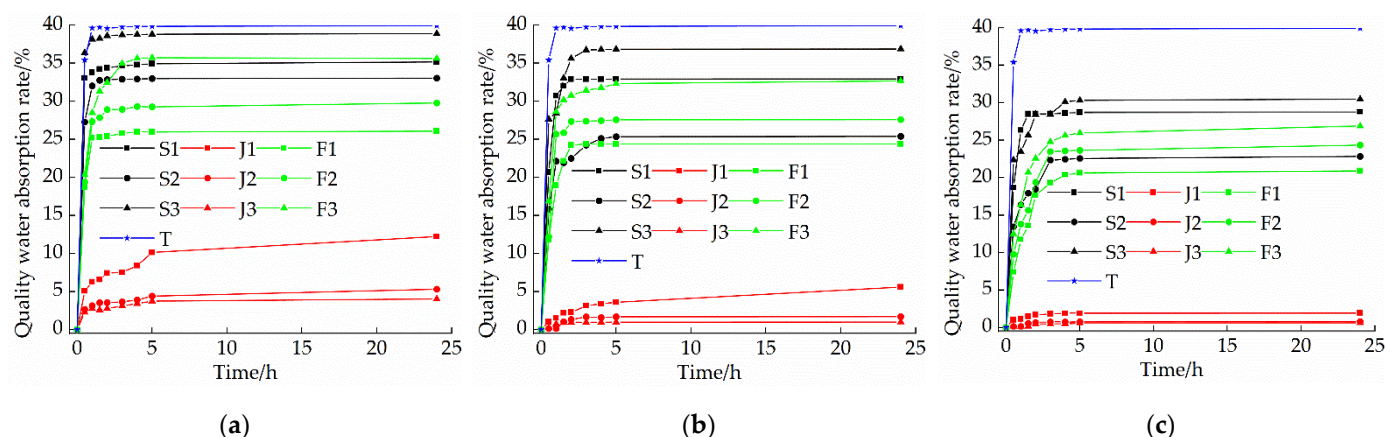 Quality water absorption rate/%
40
35
30
25
20
15
10
5
0
S1 J1 F1
S2 J2 F2
S3 J3 F3
T
0 5 10 15 20 25
Time/h
(a)
Quality water absorption rate/%
40
35
30
25
20
15
10
5
0
S1 J1 F1
S2 J2 F2
S3 J3 F3
T
0 5 10 15 20 25
Time/h
(b)
Quality water absorption rate/%
40
35
30
25
20
15
10
5
0
S1 J1 F1
S2 J2 F2
S3 J3 F3
T
0 5 10 15 20 25
Time/h
(c)